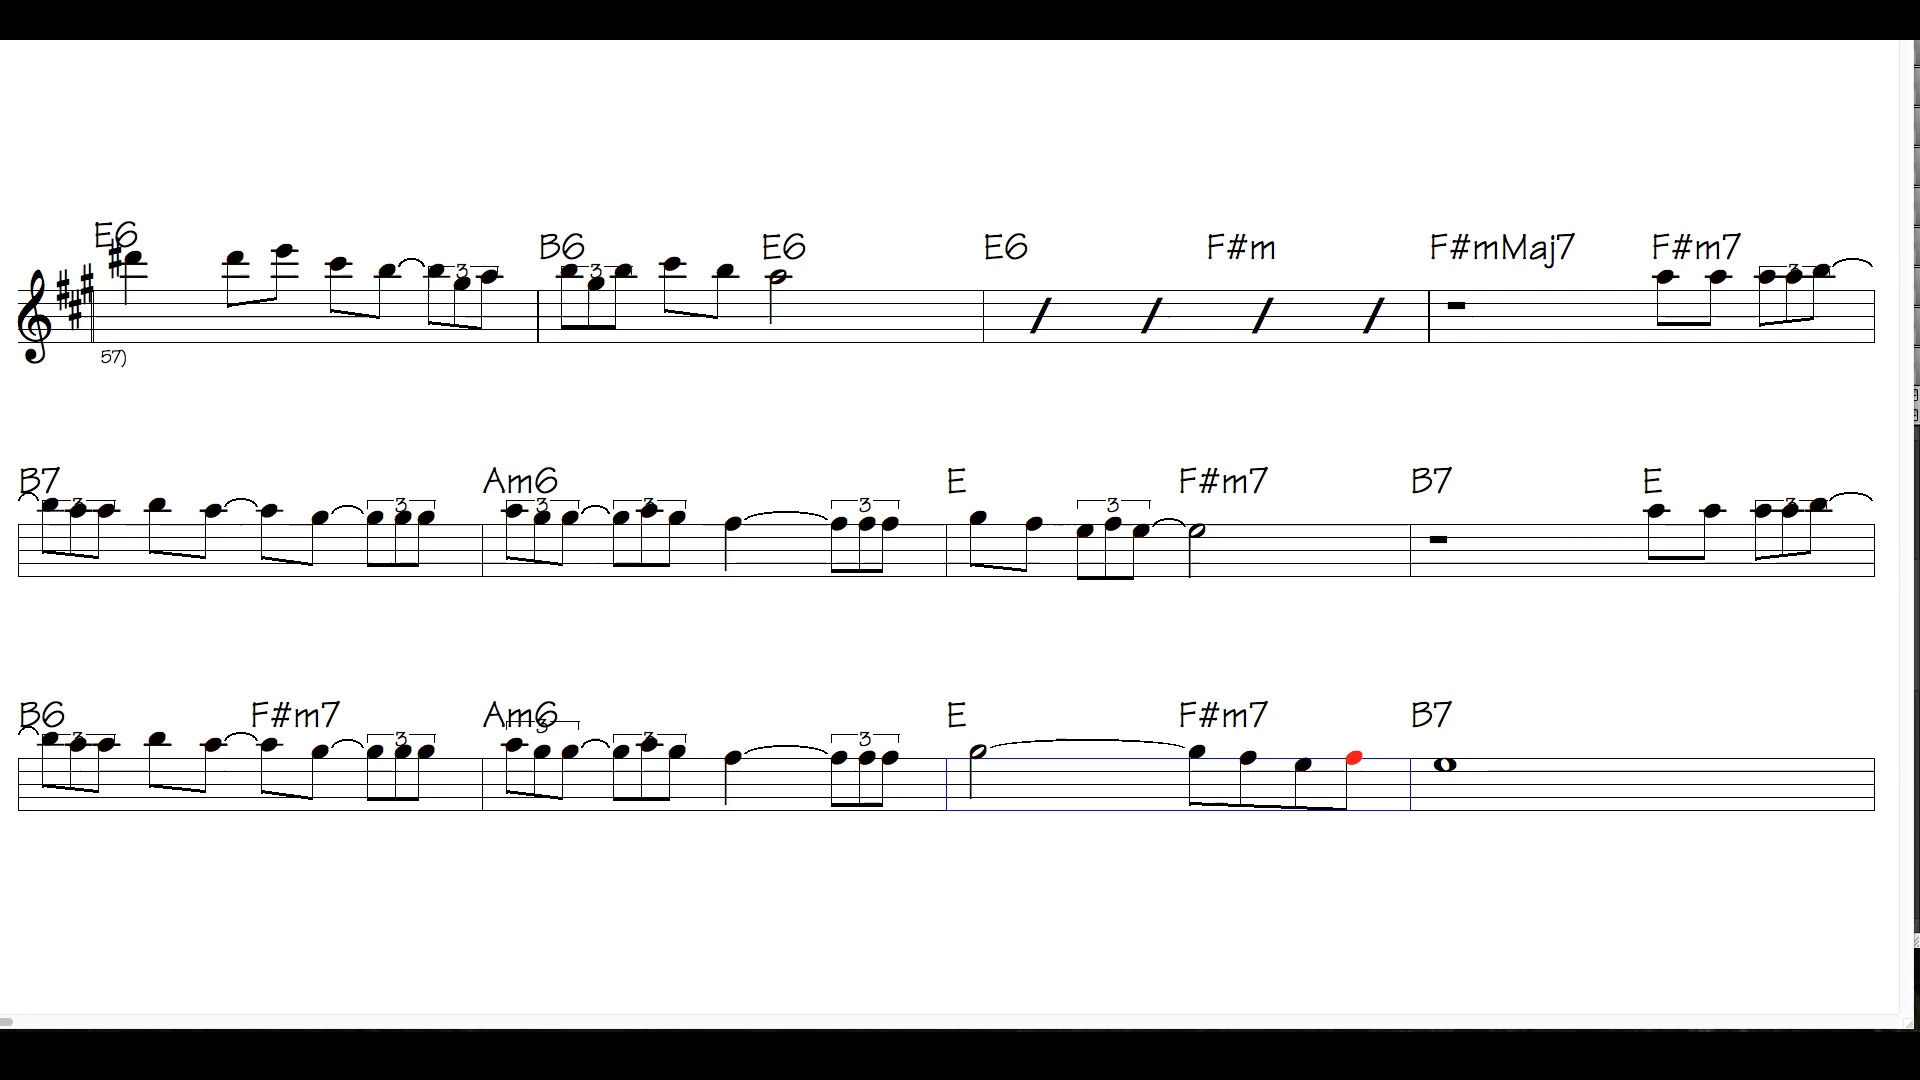 E6 B6 E6 E6 F#m F#mMaj7 F#m7
3 3 3
57)
B7 Am6 E F#m7 B7 E
3 3 3 3 3 3 3
B6 F#m7 Am6 E F#m7 B7
3 3 3 3 3